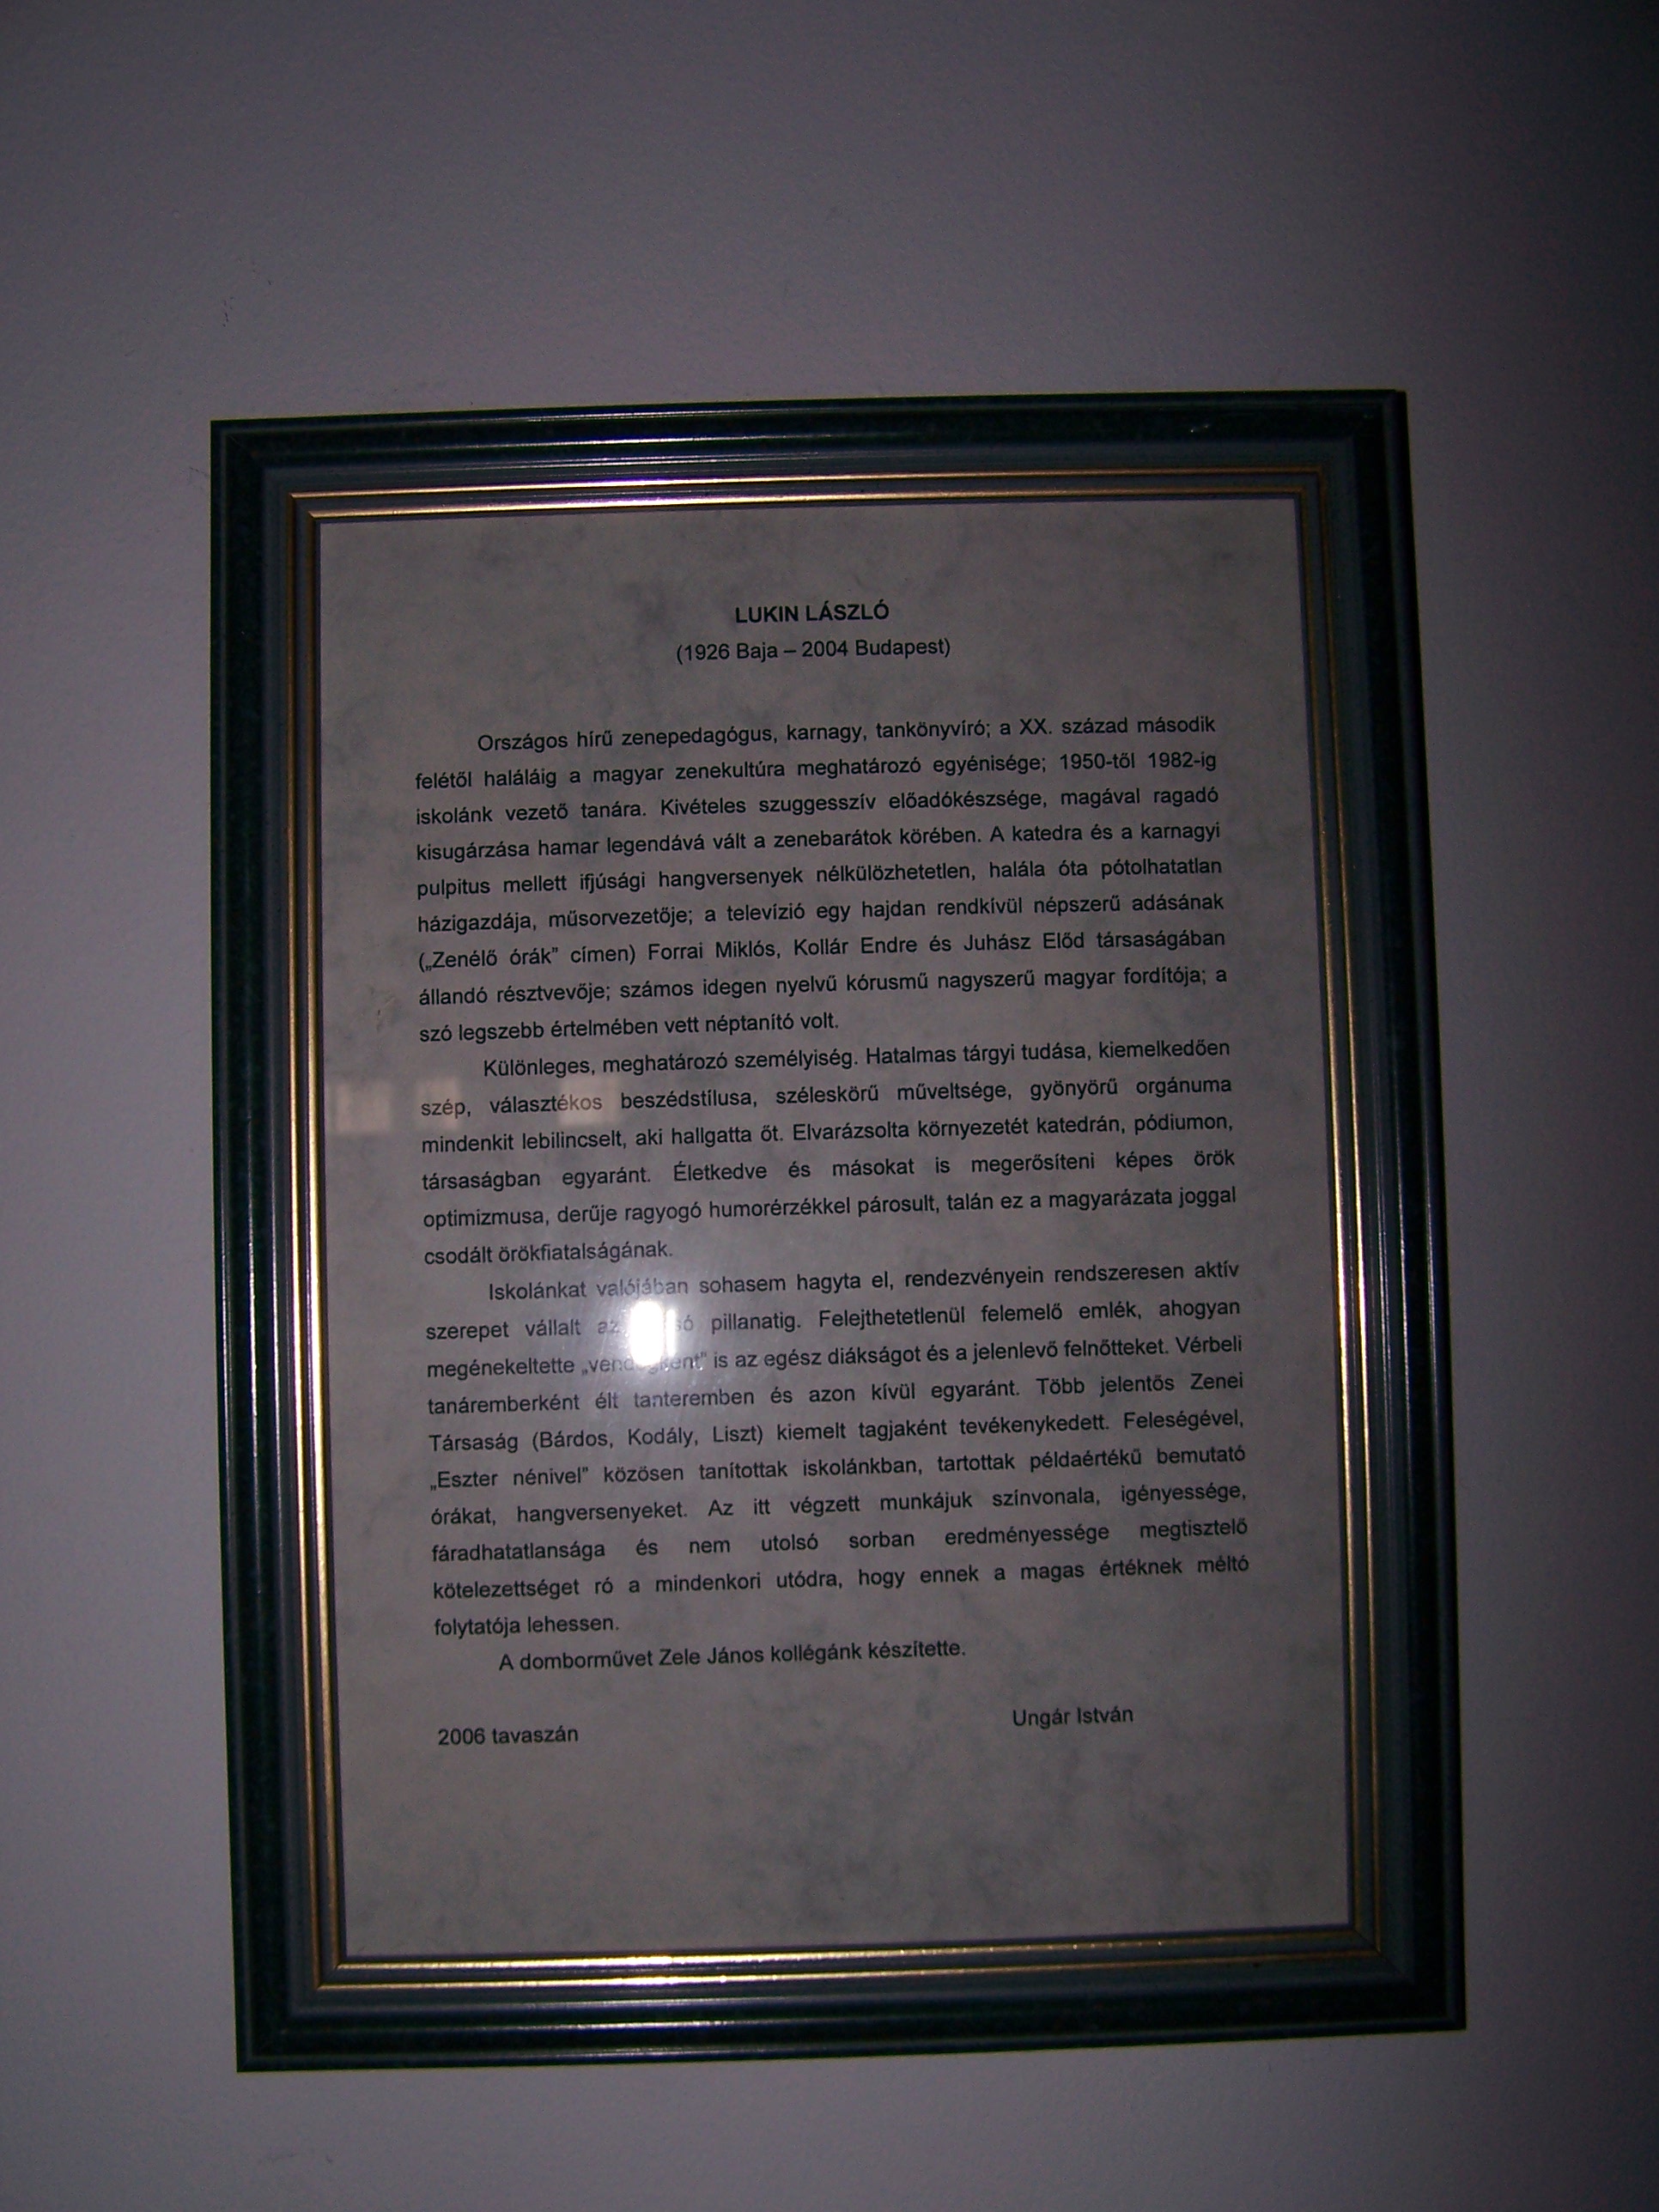 LUKIN LÁSZLÓ
(1926 Baja – 2004 Budapest)
Országos hírű zenepedagógus, karnagy, tankönyvíró; a XX. század második
felétől haláláig a magyar zenekultúra meghatározó egyénisége; 1950-től 1982-ig
iskolánk vezető tanára. Kivételes szuggesszív előadókészsége, magával ragadó
kisugárzása hamar legendává vált a zenebarátok körében. A katedra és a karnagyi
pulpitus mellett ifjúsági hangversenyek nélkülözhetetlen, halála óta pótolhatatlan
házigazdája, műsorvezetője; a televízió egy hajdan rendkívül népszerű adásának
(„Zenélő órák” címen) Forrai Miklós, Kollár Endre és Juhász Előd társaságában
állandó résztvevője; számos idegen nyelvű kórusmű nagyszerű magyar fordítója; a
szó legszebb értelmében vett néptanító volt.
Különleges, meghatározó személyiség. Hatalmas tárgyi tudása, kiemelkedően
szép, választékos beszédstílusa, széleskörű műveltsége, gyönyörű orgánuma
mindenkit lebilincselt, aki hallgatta őt. Elvarázsolta környezetét katedrán, pódiumon,
társaságban egyaránt. Életkedve és másokat is megerősíteni képes örök
optimizmusa, derűje ragyogó humorérzékkel párosult, talán ez a magyarázata joggal
csodált örökfiatalságának.
Iskolánkat valójában sohasem hagyta el, rendezvényein rendszeresen aktív
szerepet vállalt az pillanatig. Felejthetetlenül felemelő emlék, ahogyan
megénekeltette „vendégként” is az egész diákságot és a jelenlevő felnőtteket. Vérbeli
tanáremberként élt tanteremben és azon kívül egyaránt. Több jelentős Zenei
Társaság (Bárdos, Kodály, Liszt) kiemelt tagjaként tevékenykedett. Feleségével,
„Eszter nénivel” közösen tanítottak iskolánkban, tartottak példaértékű bemutató
órákat, hangversenyeket. Az itt végzett munkájuk színvonala, igényessége,
fáradhatatlansága és nem utolsó sorban eredményessége megtisztelő
kötelezettséget ró a mindenkori utódra, hogy ennek a magas értéknek méltó
folytatója lehessen.
A domborművet Zele János kollégánk készítette.
2006 tavaszán Ungár István